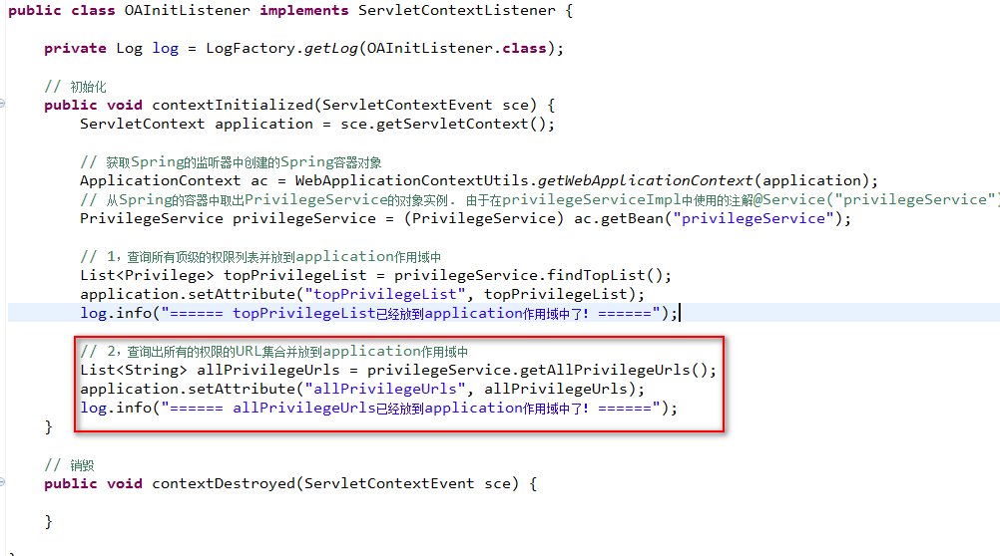 public class OAInitListener implements ServletContextListener {
private Log log = LogFactory.getLog(OAInitListener.class);
// 初始化
public void contextInitialized(ServletContextEvent sce) {
ServletContext application = sce.getServletContext();
// 获取Spring的监听器中创建的Spring容器对象
ApplicationContext ac = WebApplicationContextUtils.getWebApplicationContext(application);
// 从Spring的容器中取出PrivilegeService的对象实例. 由于在privilegeServiceImpl中使用的注解@Service("privilegeService")
PrivilegeService privilegeService = (PrivilegeService) ac.getBean("privilegeService");
// 1, 查询所有顶级的权限列表并放到application作用域中
List<Privilege> topPrivilegeList = privilegeService.findTopList();
application.setAttribute("topPrivilegeList", topPrivilegeList);
log.info("====== topPrivilegeList已经放到application作用域中了! ======");
// 2, 查询出所有的权限的URL集合并放到application作用域中
List<String> allPrivilegeUrls = privilegeService.getAllPrivilegeUrls();
application.setAttribute("allPrivilegeUrls", allPrivilegeUrls);
log.info("====== allPrivilegeUrls已经放到application作用域中了! ======");
}
// 销毁
public void contextDestroyed(ServletContextEvent sce) {
}